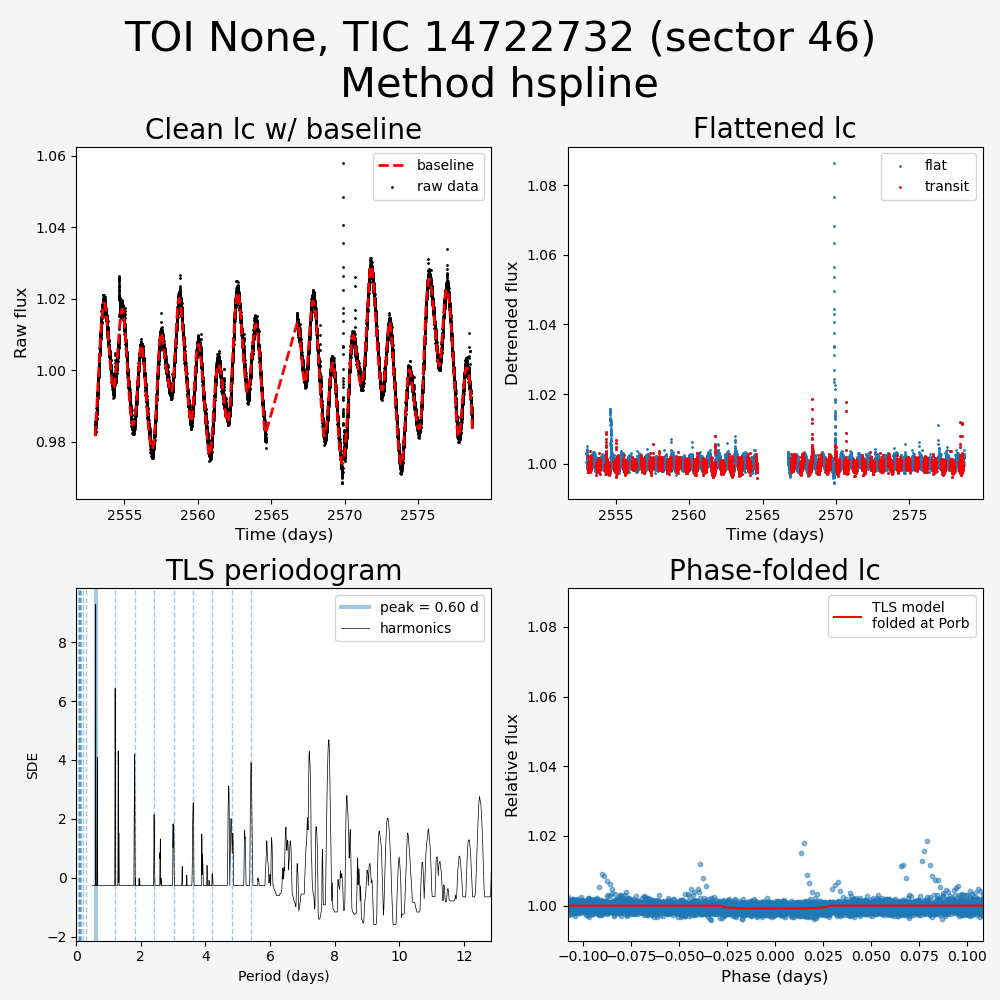 TOI None, TIC 14722732 (sector 46)
Method hspline
Clean lc w/ baseline
Raw flux
1.06
1.04
1.02
1.00
0.98
baseline
raw data
2555
2560
2565
2570
2575
Time (days)
Flattened lc
Detrended flux
1.08
1.06
1.04
1.02
1.00
flat
transit
2555
2560
2565
2570
2575
Time (days)
TLS periodogram
SDE
8
6
4
2
0
−2
peak = 0.60 d
harmonics
0
2
4
6
8
10
12
Period (days)
Phase-folded lc
Relative flux
1.08
1.06
1.04
1.02
1.00
TLS model
folded at Porb
−0.100
−0.075
−0.050
−0.025
0.000
0.025
0.050
0.075
0.100
Phase (days)